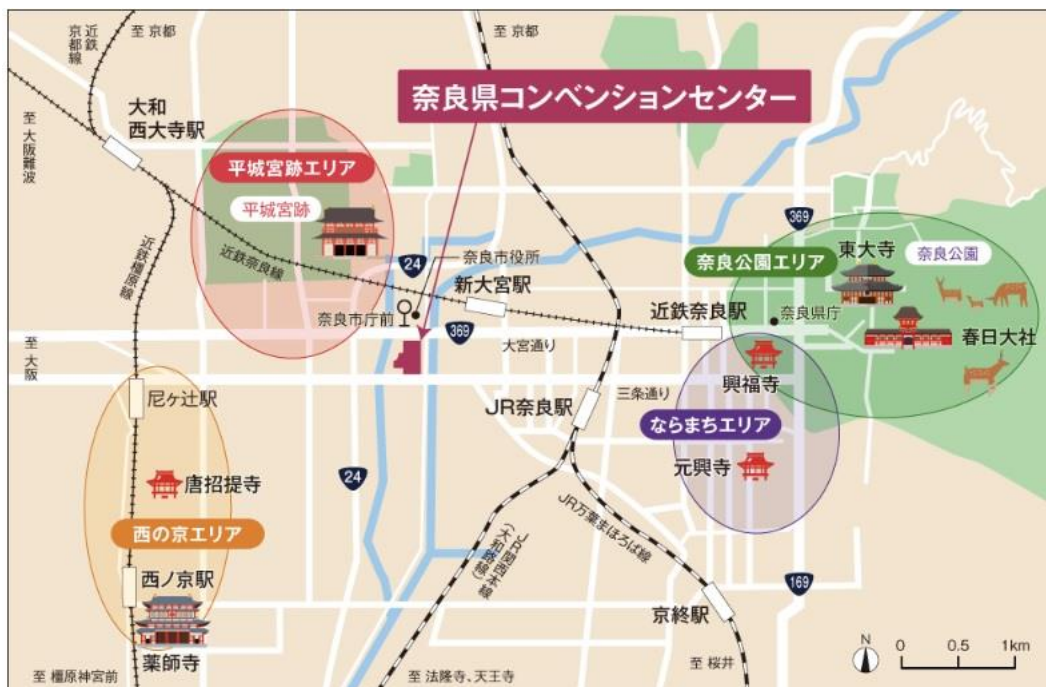 近鉄
京都線
至 京都
至 京都
奈良県コンベンションセンター
大和
西大寺駅
至 大阪難波
平城宮跡エリア
平城宮跡
369
近鉄橿原線
近鉄奈良線
24
奈良市役所
奈良公園エリア
東大寺
奈良公園
新大宮駅
近鉄奈良駅
奈良県庁
奈良市庁前
369
大宮通り
春日大社
至 大阪
興福寺
尼ヶ辻駅
JR奈良駅
三条通り
ならまちエリア
元興寺
24
唐招提寺
西の京エリア
JR万葉まほろば線
JR関西本線
(大和路線)
西ノ京駅
169
京終駅
薬師寺
N
0 0.5 1km
至 橿原神宮前
至 法隆寺、天王寺
至 桜井